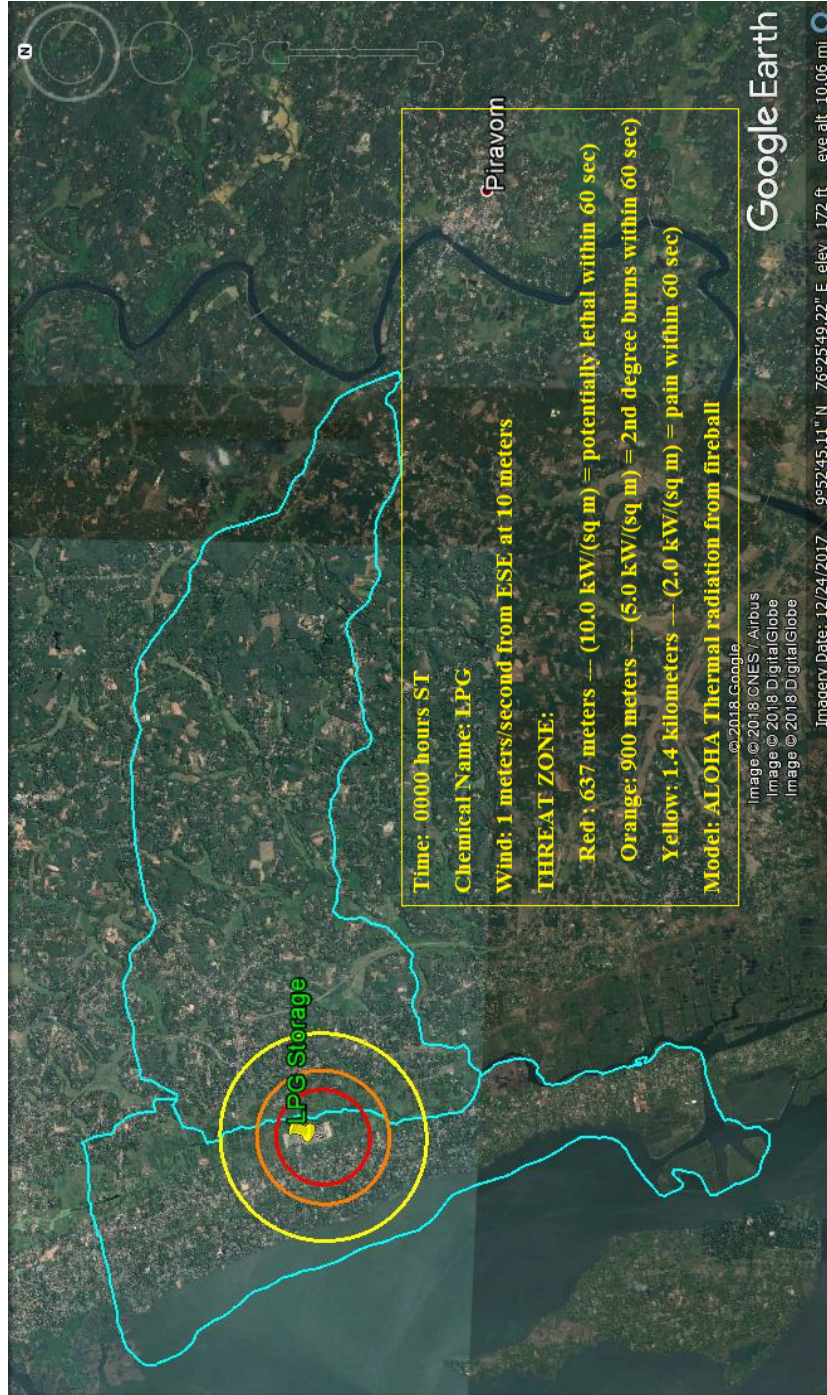 N
LPG Storage
Piravom
Time: 0000 hours ST
Chemical Name: LPG
Wind: 1 meters/second from ESE at 10 meters
THREAT ZONE:
Red : 637 meters --- (10.0 kW/(sq m) = potentially lethal within 60 sec)
Orange: 900 meters --- (5.0 kW/(sq m) = 2nd degree burns within 60 sec)
Yellow: 1.4 kilometers --- (2.0 kW/(sq m) = pain within 60 sec)
Model: ALOHA Thermal radiation from fireball
© 2018 Google
Image © 2018 CNES / Airbus
Image © 2018 DigitalGlobe
Image © 2018 DigitalGlobe
Google Earth
Imagery Date: 12/24/2017 9°52'45.11" N 76°25'49.22" E elev 172 ft eye alt 10.06 mi